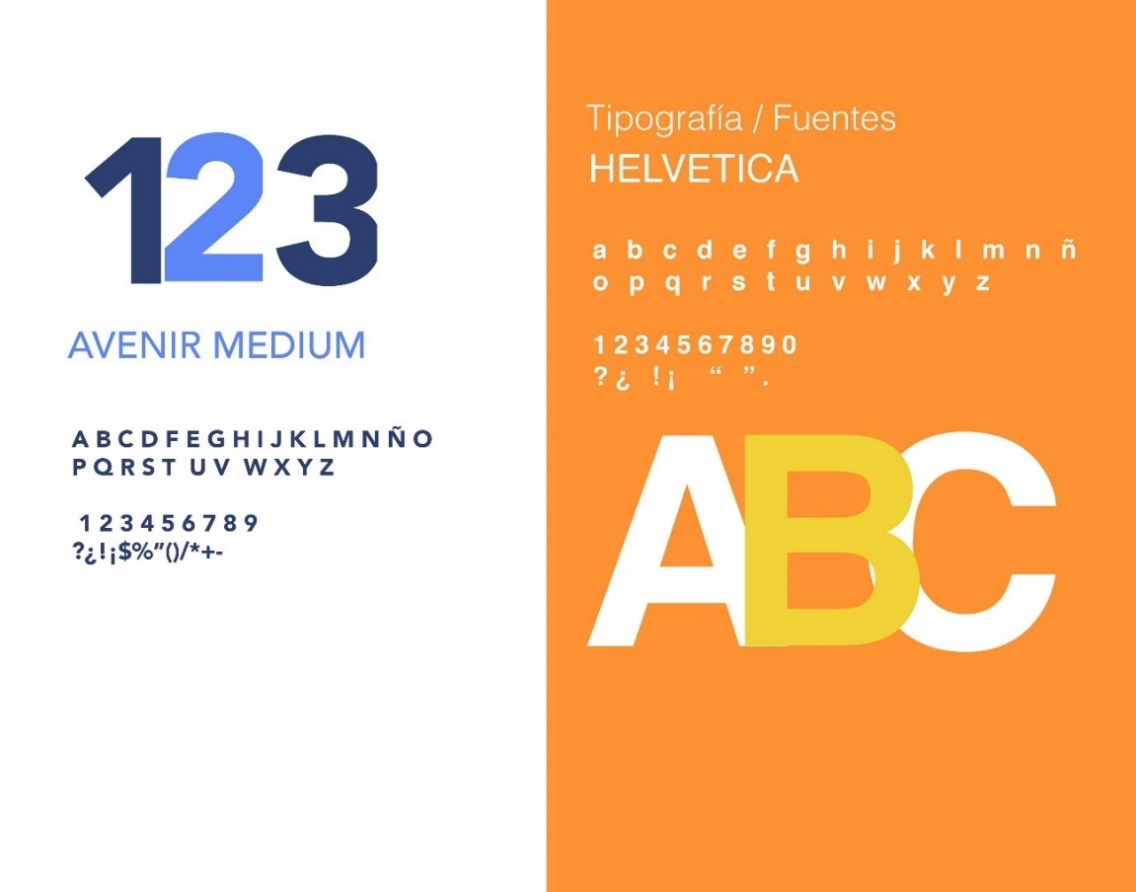 123
AVENIR MEDIUM
A B C D F E G H I J K L M N Ñ O
P Q R S T U V W X Y Z
1 2 3 4 5 6 7 8 9
?¿!¡$%"()/*+-
Tipografía / Fuentes
HELVETICA
a b c d e f g h i j k l m n ñ
o p q r s t u v w x y z
1 2 3 4 5 6 7 8 9 0
? ¿ ! ¡ “ ” .
ABC